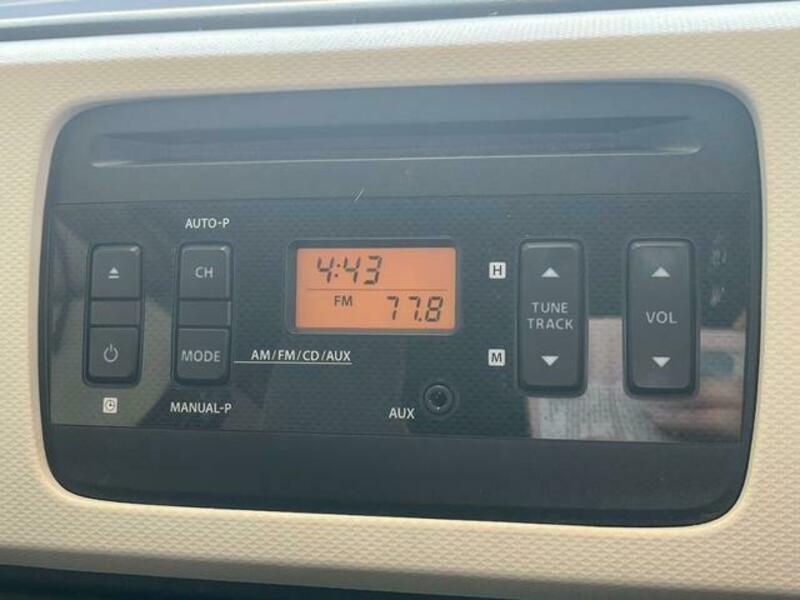 AUTO-P
CH
MODE
AM/FM/CD/AUX
MANUAL-P
4:43
FM 77.8
AUX
H
M
TUNE
TRACK
VOL